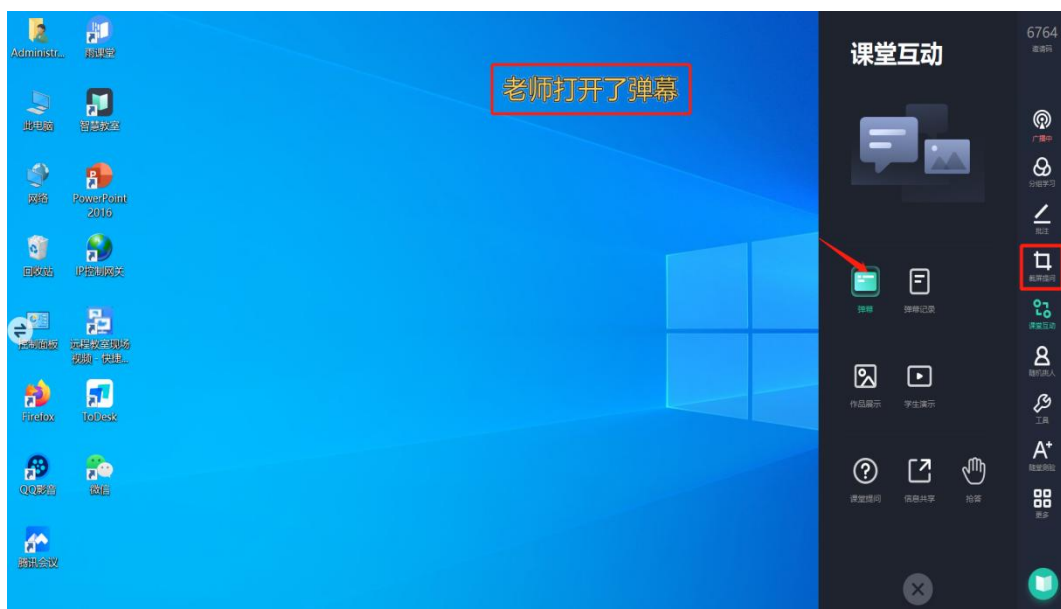 Administr...
雨课堂
此电脑
智慧教室
网络
PowerPoint
2016
回收站
IP控制网关
控制面板
远程教室现场
视频 - 快捷...
Firefox
ToDesk
QQ影音
微信
腾讯会议
老师打开了弹幕
课堂互动
弹幕
弹幕记录
作品展示
学生演示
课堂提问
信息共享
抢答
6764
邀请码
广播中
分组学习
批注
截屏提问
课堂互动
随机挑人
工具
A+
随堂测验
更多